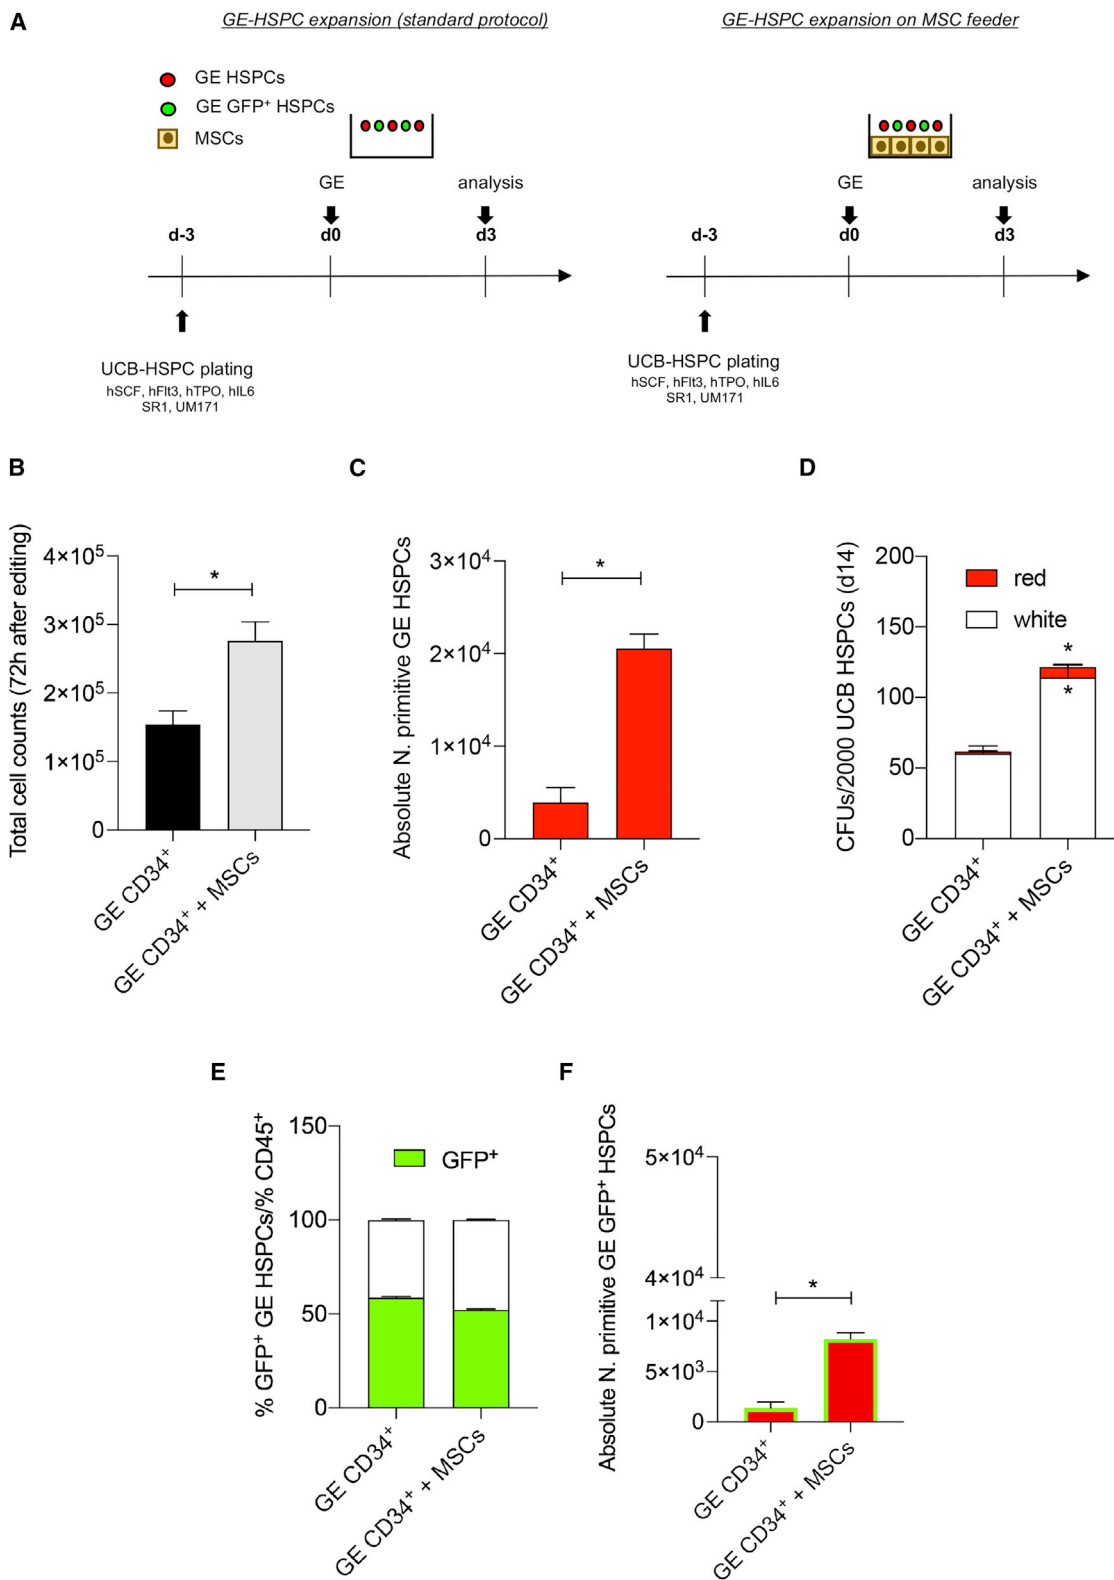 A
GE-HSPC expansion (standard protocol)
GE-HSPC expansion on MSC feeder
GE HSPCs
GE GFP⁺ HSPCs
MSCs
GE
analysis
d-3
d0
d3
UCB-HSPC plating
hSCF, hFlt3, hTPO, hIL6
SR1, UM171
GE
analysis
d-3
d0
d3
UCB-HSPC plating
hSCF, hFlt3, hTPO, hIL6
SR1, UM171
B
Total cell counts (72h after editing)
4×10⁵
3×10⁵
2×10⁵
1×10⁵
0
*
GE CD34⁺
GE CD34⁺ + MSCs
C
Absolute N. primitive GE HSPCs
3×10⁴
2×10⁴
1×10⁴
0
*
GE CD34⁺
GE CD34⁺ + MSCs
D
CFUs/2000 UCB HSPCs (d14)
200
150
100
50
0
red
white
*
*
GE CD34⁺
GE CD34⁺ + MSCs
E
% GFP⁺ GE HSPCs/% CD45⁺
150
100
50
0
GFP⁺
GE CD34⁺
GE CD34⁺ + MSCs
F
Absolute N. primitive GE GFP⁺ HSPCs
5×10⁴
4×10⁴
1×10⁴
5×10³
0
*
GE CD34⁺
GE CD34⁺ + MSCs